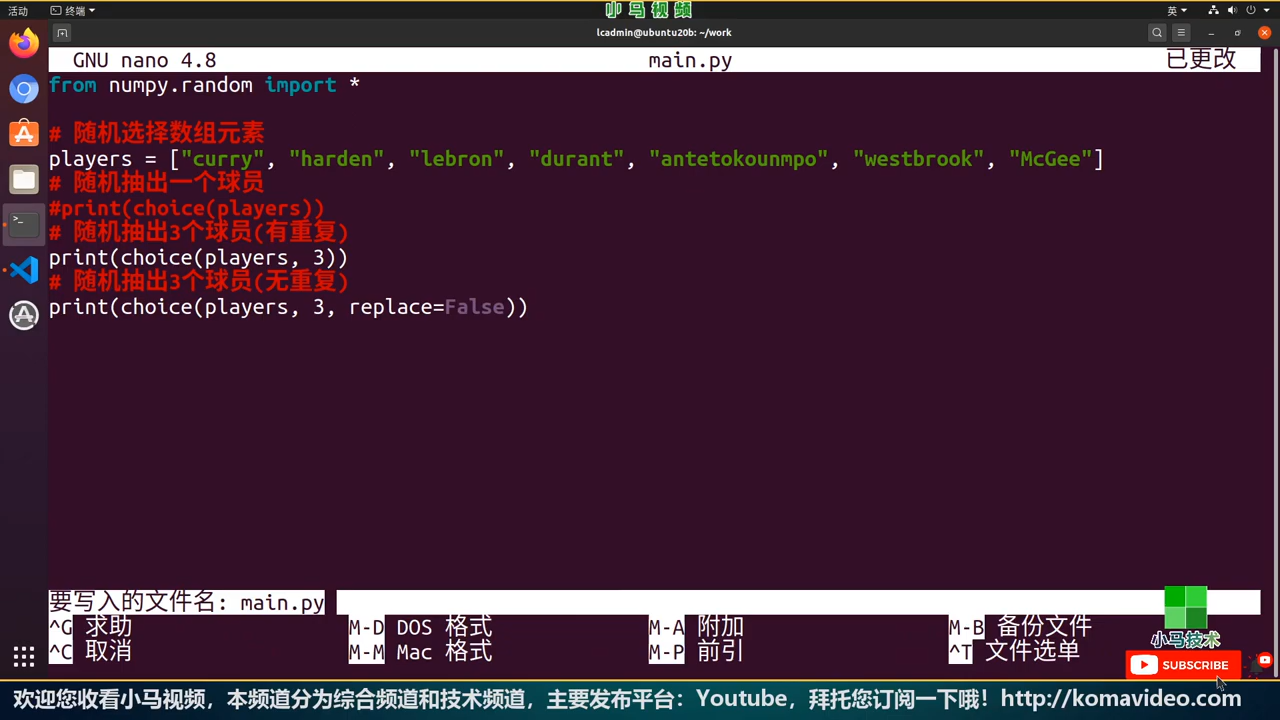 活动
终端
小马视频
英
lcadmin@ubuntu20b: ~/work
GNU nano 4.8 main.py 已更改
from numpy.random import *
# 随机选择数组元素
players = ["curry", "harden", "lebron", "durant", "antetokounmpo", "westbrook", "McGee"]
# 随机抽出一个球员
#print(choice(players))
# 随机抽出3个球员(有重复)
print(choice(players, 3))
# 随机抽出3个球员(无重复)
print(choice(players, 3, replace=False))
要写入的文件名: main.py
^G 求助 M-D DOS 格式 M-A 附加 M-B 备份文件
^C 取消 M-M Mac 格式 M-P 前引 ^T 文件选单
小马技术
SUBSCRIBE
欢迎您收看小马视频，本频道分为综合频道和技术频道，主要发布平台：Youtube，拜托您订阅一下哦！http://komavideo.com